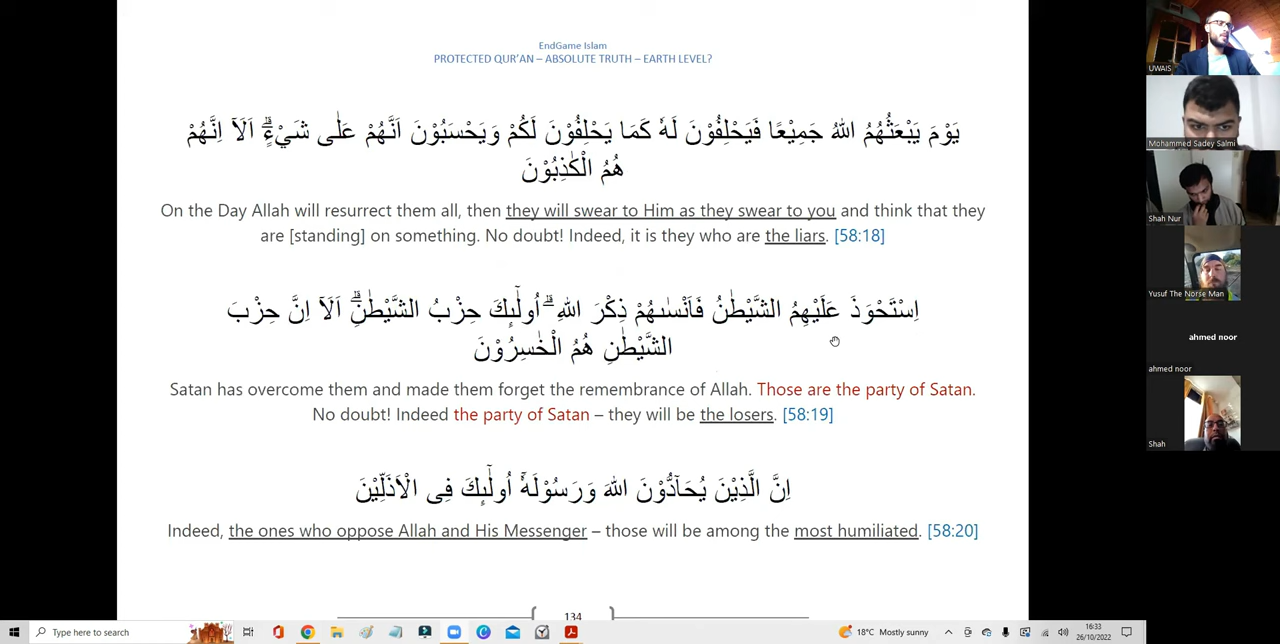 EndGame Islam
PROTECTED QUR'AN – ABSOLUTE TRUTH – EARTH LEVEL?
يَوْمَ يَبْعَثُهُمُ اللّٰهُ جَمِيْعًا فَيَحْلِفُوْنَ لَهٗ كَمَا يَحْلِفُوْنَ لَكُمْ وَيَحْسَبُوْنَ اَنَّهُمْ عَلٰى شَيْءٍۗ اَلَآ اِنَّهُمْ
هُمُ الْكٰذِبُوْنَ
On the Day Allah will resurrect them all, then they will swear to Him as they swear to you and think that they
are [standing] on something. No doubt! Indeed, it is they who are the liars. [58:18]
اِسْتَحْوَذَ عَلَيْهِمُ الشَّيْطٰنُ فَاَنْسٰىهُمْ ذِكْرَ اللّٰهِ ۗ اُولٰۤىِٕكَ حِزْبُ الشَّيْطٰنِۗ اَلَآ اِنَّ حِزْبَ
الشَّيْطٰنِ هُمُ الْخٰسِرُوْنَ
Satan has overcome them and made them forget the remembrance of Allah. Those are the party of Satan.
No doubt! Indeed the party of Satan – they will be the losers. [58:19]
اِنَّ الَّذِيْنَ يُحَاۤدُّوْنَ اللّٰهَ وَرَسُوْلَهٗٓ اُولٰۤىِٕكَ فِى الْاَذَلِّيْنَ
Indeed, the ones who oppose Allah and His Messenger – those will be among the most humiliated. [58:20]
134
UWAIS
Mohammed Sadey Salmi
Shah Nur
Yusuf The Norse Man
ahmed noor
ahmed noor
Shah
Type here to search
18°C Mostly sunny
16:33
26/10/2022